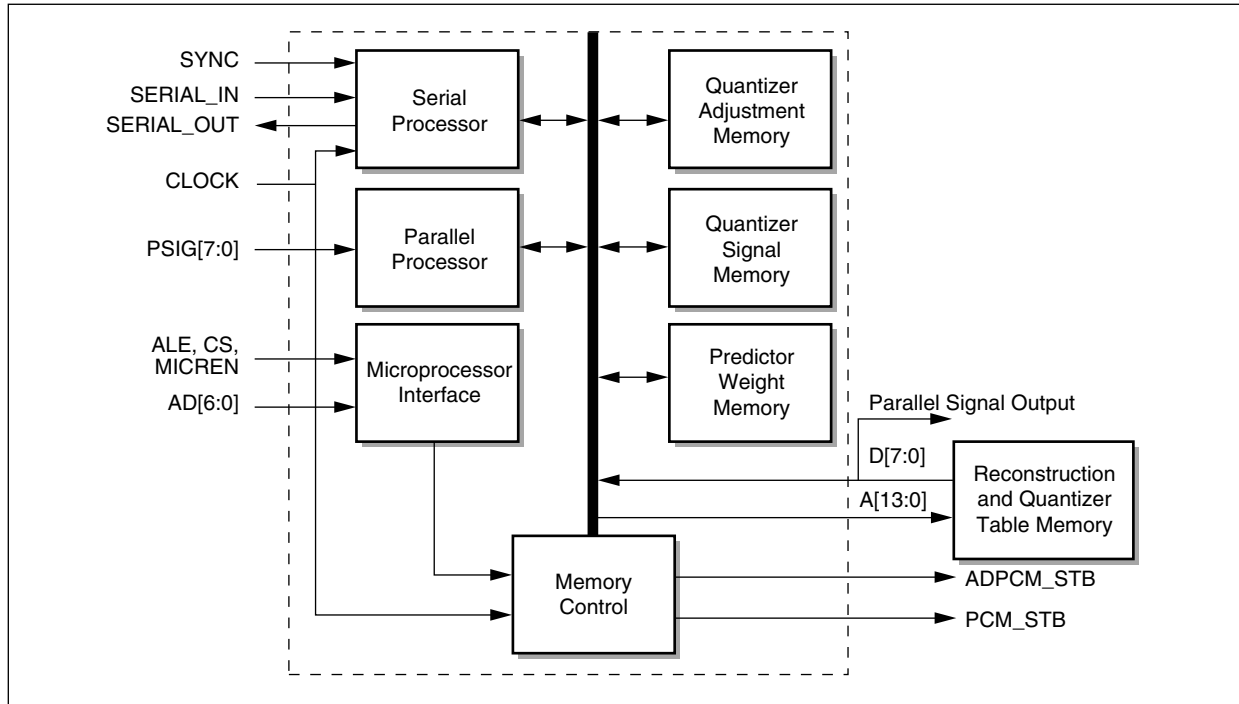 SYNC
SERIAL_IN
SERIAL_OUT
CLOCK
PSIG[7:0]
ALE, CS,
MICREN
AD[6:0]
Serial
Processor
Parallel
Processor
Microprocessor
Interface
Quantizer
Adjustment
Memory
Quantizer
Signal
Memory
Predictor
Weight
Memory
Memory
Control
Parallel Signal Output
D[7:0]
A[13:0]
Reconstruction
and Quantizer
Table Memory
ADPCM_STB
PCM_STB